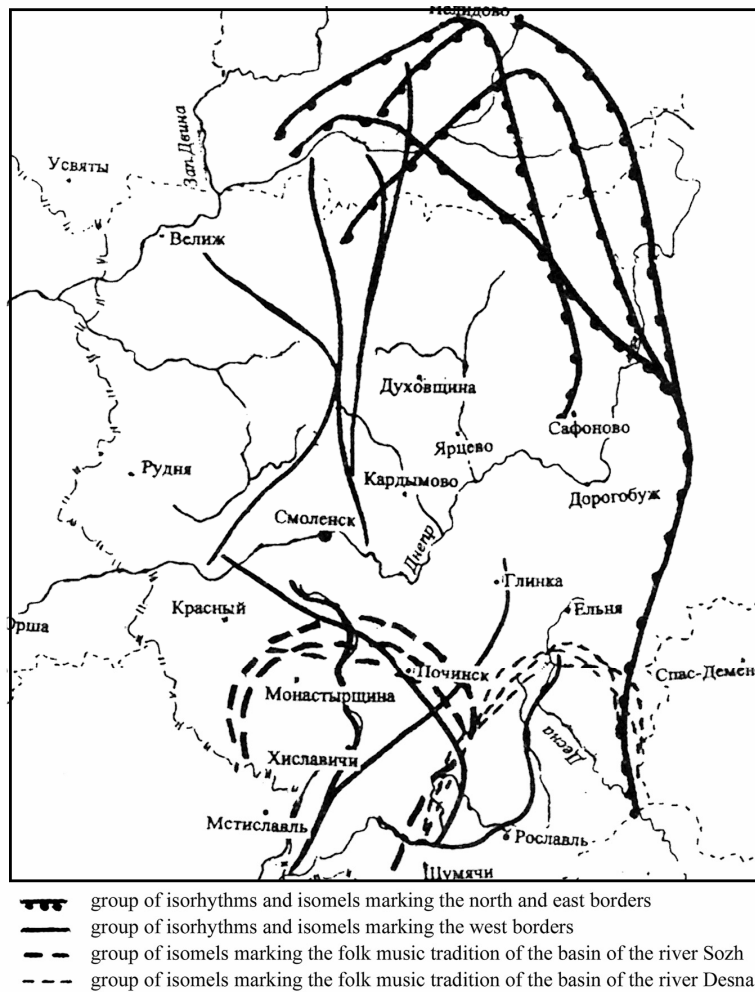 Усвяты
Зап.Двина
Велиж
Духовщина
Сафоново
Ярцево
Рудня
Кардымово
Дорогобуж
Смоленск
Днепр
Глинка
Красный
Ельня
Починск
Спас-Демен
Монастырщина
Десна
Хиславичи
Мстиславль
Рославль
group of isorhythms and isomels marking the north and east borders
group of isorhythms and isomels marking the west borders
group of isomels marking the folk music tradition of the basin of the river Sozh
group of isomels marking the folk music tradition of the basin of the river Desna